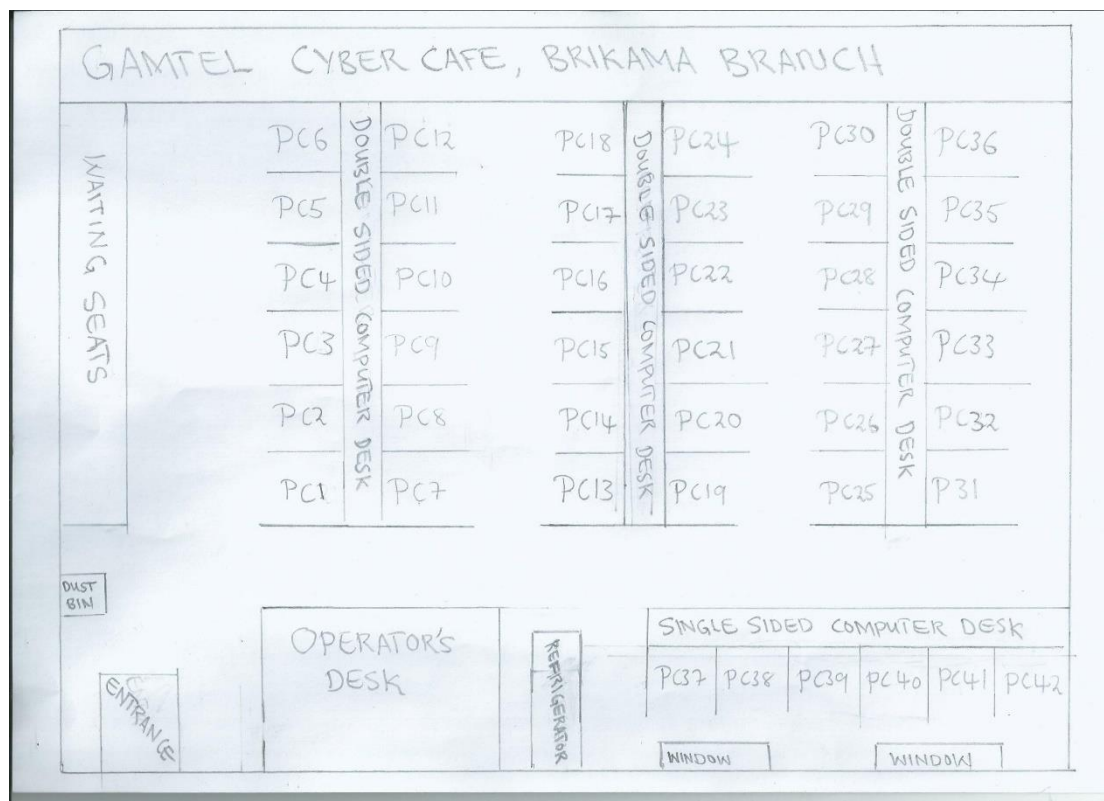 GAMTEL CYBER CAFE, BRIKAMA BRANCH
WAITING SEATS
PC6
PC5
PC4
PC3
PC2
PC1
DOUBLE SIDED COMPUTER DESK
PC12
PC11
PC10
PC9
PC8
PC7
PC18
PC17
PC16
PC15
PC14
PC13
DOUBLE SIDED COMPUTER DESK
PC24
PC23
PC22
PC21
PC20
PC19
PC30
PC29
PC28
PC27
PC26
PC25
DOUBLE SIDED COMPUTER DESK
PC36
PC35
PC34
PC33
PC32
P31
DUST
BIN
ENTRANCE
OPERATOR'S
DESK
REFRIGERATOR
SINGLE SIDED COMPUTER DESK
PC37 PC38 PC39 PC40 PC41 PC42
WINDOW
WINDOW